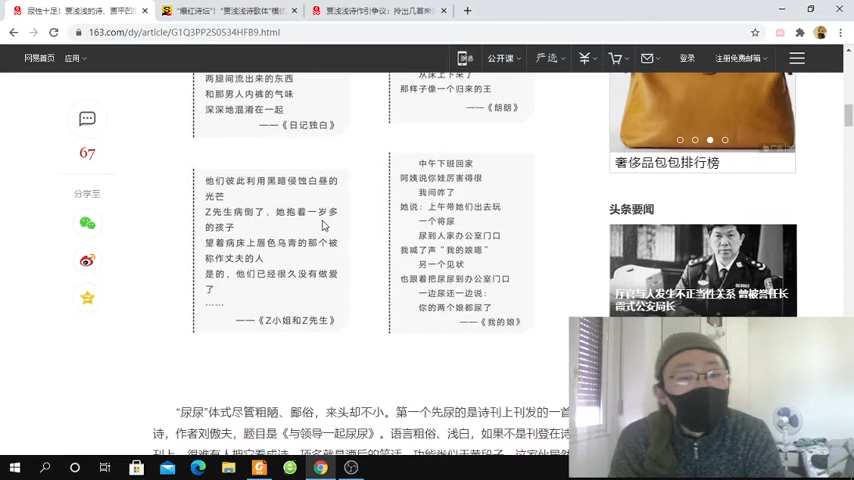 尿性十足！贾浅浅的诗、贾平凹
"爆红诗坛"！"贾浅浅诗歌体"模仿
贾浅浅诗作引争议：拎出几首来
163.com/dy/article/G1Q3PP2S0534HFB9.html
网易首页
应用
公开课
严选
登录
注册免费邮箱
67
分享至
两腿间流出来的东西
和那男人内裤的气味
深深地混淆在一起
——《日记独白》
从床上下来了
那样子像一个归来的王
——《朗朗》
他们彼此利用黑暗侵蚀白昼的
光芒
Z先生病倒了，她抱着一岁多
的孩子
望着病床上唇色乌青的那个被
称作丈夫的人
是的，他们已经很久没有做爱
了
……
——《Z小姐和Z先生》
中午下班回家
阿姨说你娃厉害得很
我问咋了
她说：上午带她们出去玩
一个将尿
尿到人家办公室门口
我喊了声“我的娘嗯”
另一个见状
也跟着把尿尿到办公室门口
一边尿还一边说：
你的两个娘都尿了
——《我的娘》
奢侈品包包排行榜
头条要闻
厅官与人发生不正当性关系 曾被誉任长
霞式公安局长
“尿尿”体式尽管粗陋、鄙俗，来头却不小。第一个先尿的是诗刊上刊发的一首
诗，作者刘傲夫，题目是《与领导一起尿尿》。语言粗俗、浅白，如果不是刊登在诗